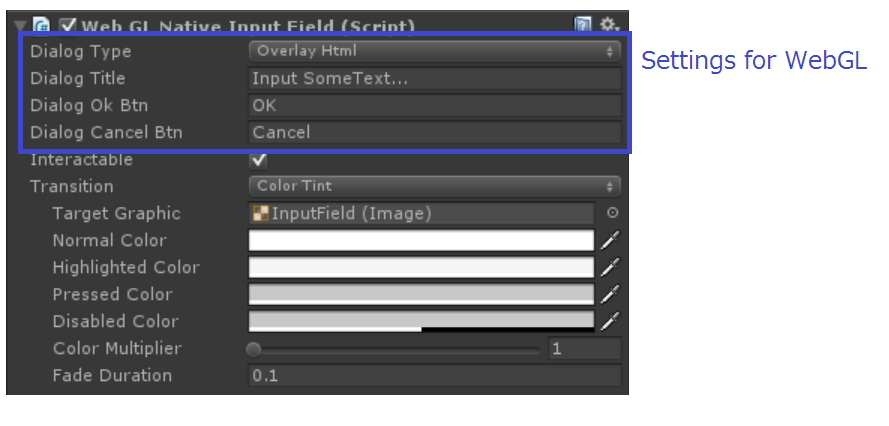 Web GL Native Input Field (Script)
Dialog Type Overlay Html
Settings for WebGL
Dialog Title Input SomeText...
Dialog Ok Btn OK
Dialog Cancel Btn Cancel
Interactable
Transition Color Tint
Target Graphic InputField (Image)
Normal Color
Highlighted Color
Pressed Color
Disabled Color
Color Multiplier 1
Fade Duration 0.1